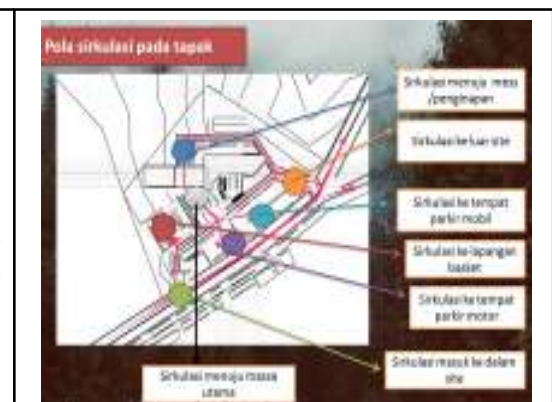 Pola sirkulasi pada tapak
Sirkulasi menuju mess
/penginapan
Sirkulasi keluar site
Sirkulasi ke tempat
parkir mobil
Sirkulasi ke lapangan
basket
Sirkulasi ke tempat
parkir motor
Sirkulasi masuk ke dalam
site
Sirkulasi menuju massa
utama